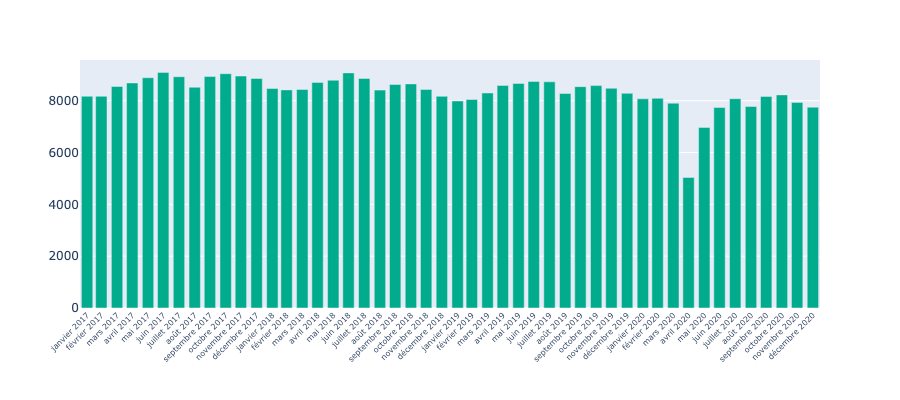 8000
6000
4000
2000
0
janvier 2017
février 2017
mars 2017
avril 2017
mai 2017
juin 2017
juillet 2017
août 2017
septembre 2017
octobre 2017
novembre 2017
décembre 2017
janvier 2018
février 2018
mars 2018
avril 2018
mai 2018
juin 2018
juillet 2018
août 2018
septembre 2018
octobre 2018
novembre 2018
décembre 2018
janvier 2019
février 2019
mars 2019
avril 2019
mai 2019
juin 2019
juillet 2019
août 2019
septembre 2019
octobre 2019
novembre 2019
décembre 2019
janvier 2020
février 2020
mars 2020
avril 2020
mai 2020
juin 2020
juillet 2020
août 2020
septembre 2020
octobre 2020
novembre 2020
décembre 2020